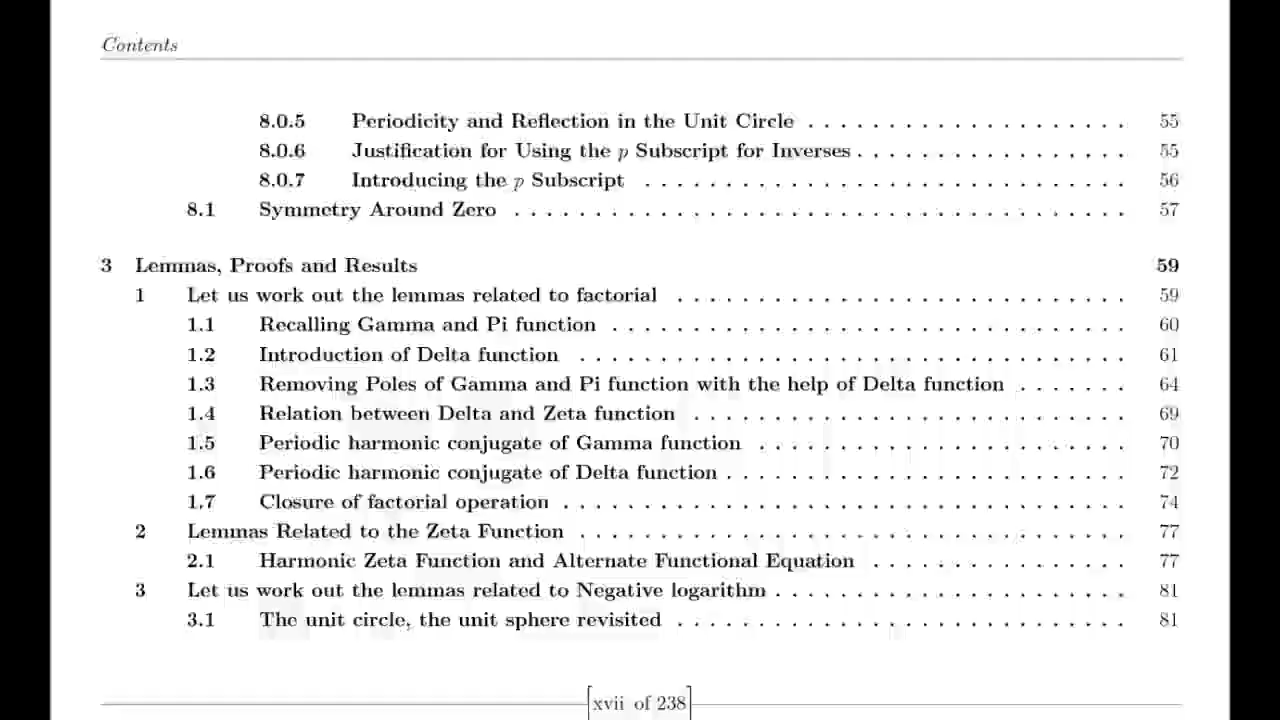 Contents
8.0.5 Periodicity and Reflection in the Unit Circle . . . . . . . . . . . . . . . . . . . . 55
8.0.6 Justification for Using the p Subscript for Inverses . . . . . . . . . . . . . . . . . 55
8.0.7 Introducing the p Subscript . . . . . . . . . . . . . . . . . . . . . . . . . . . . . . 56
8.1 Symmetry Around Zero . . . . . . . . . . . . . . . . . . . . . . . . . . . . . . . . . . . . . . 57
3 Lemmas, Proofs and Results 59
1 Let us work out the lemmas related to factorial . . . . . . . . . . . . . . . . . . . . . . . . . . . . 59
1.1 Recalling Gamma and Pi function . . . . . . . . . . . . . . . . . . . . . . . . . . . . . . . . 60
1.2 Introduction of Delta function . . . . . . . . . . . . . . . . . . . . . . . . . . . . . . . . . . 61
1.3 Removing Poles of Gamma and Pi function with the help of Delta function . . . . . . . 64
1.4 Relation between Delta and Zeta function . . . . . . . . . . . . . . . . . . . . . . . . . . . 69
1.5 Periodic harmonic conjugate of Gamma function . . . . . . . . . . . . . . . . . . . . . . . 70
1.6 Periodic harmonic conjugate of Delta function . . . . . . . . . . . . . . . . . . . . . . . . . 72
1.7 Closure of factorial operation . . . . . . . . . . . . . . . . . . . . . . . . . . . . . . . . . . . 74
2 Lemmas Related to the Zeta Function . . . . . . . . . . . . . . . . . . . . . . . . . . . . . . . . . . 77
2.1 Harmonic Zeta Function and Alternate Functional Equation . . . . . . . . . . . . . . . . 77
3 Let us work out the lemmas related to Negative logarithm . . . . . . . . . . . . . . . . . . . . . . 81
3.1 The unit circle, the unit sphere revisited . . . . . . . . . . . . . . . . . . . . . . . . . . . . 81
xvii of 238